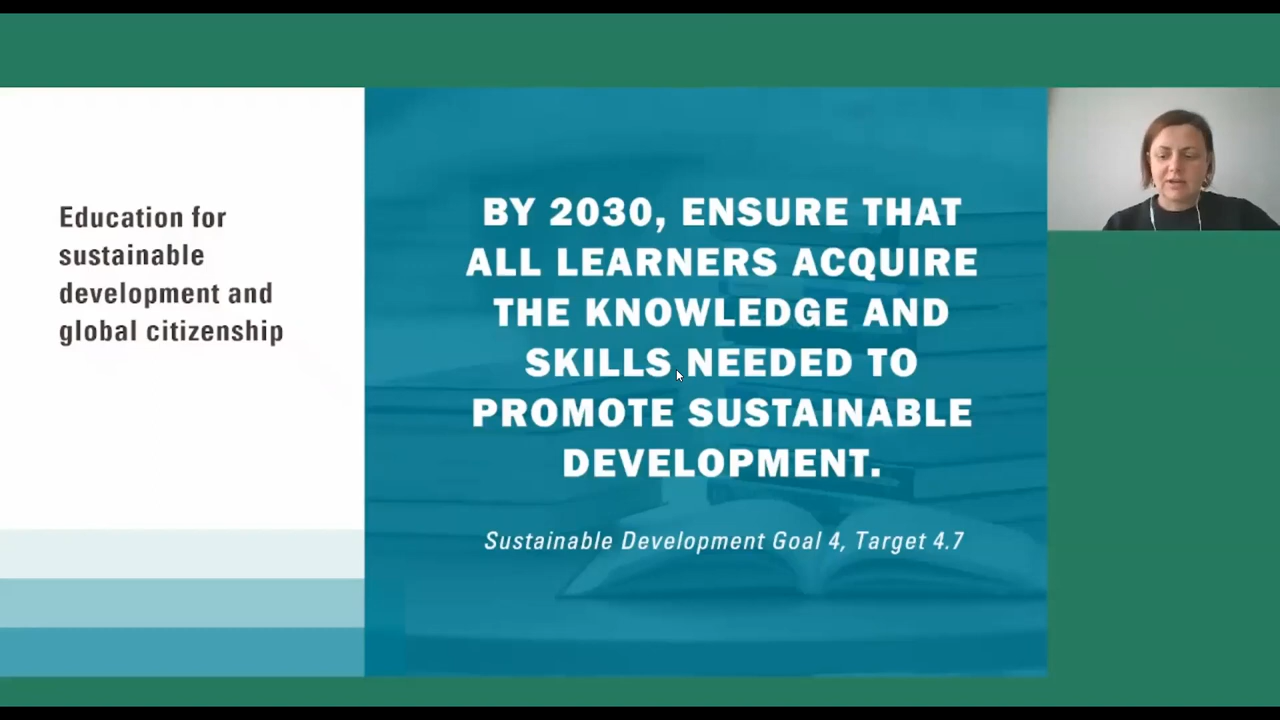 Education for
sustainable
development and
global citizenship
BY 2030, ENSURE THAT
ALL LEARNERS ACQUIRE
THE KNOWLEDGE AND
SKILLS NEEDED TO
PROMOTE SUSTAINABLE
DEVELOPMENT.
Sustainable Development Goal 4, Target 4.7